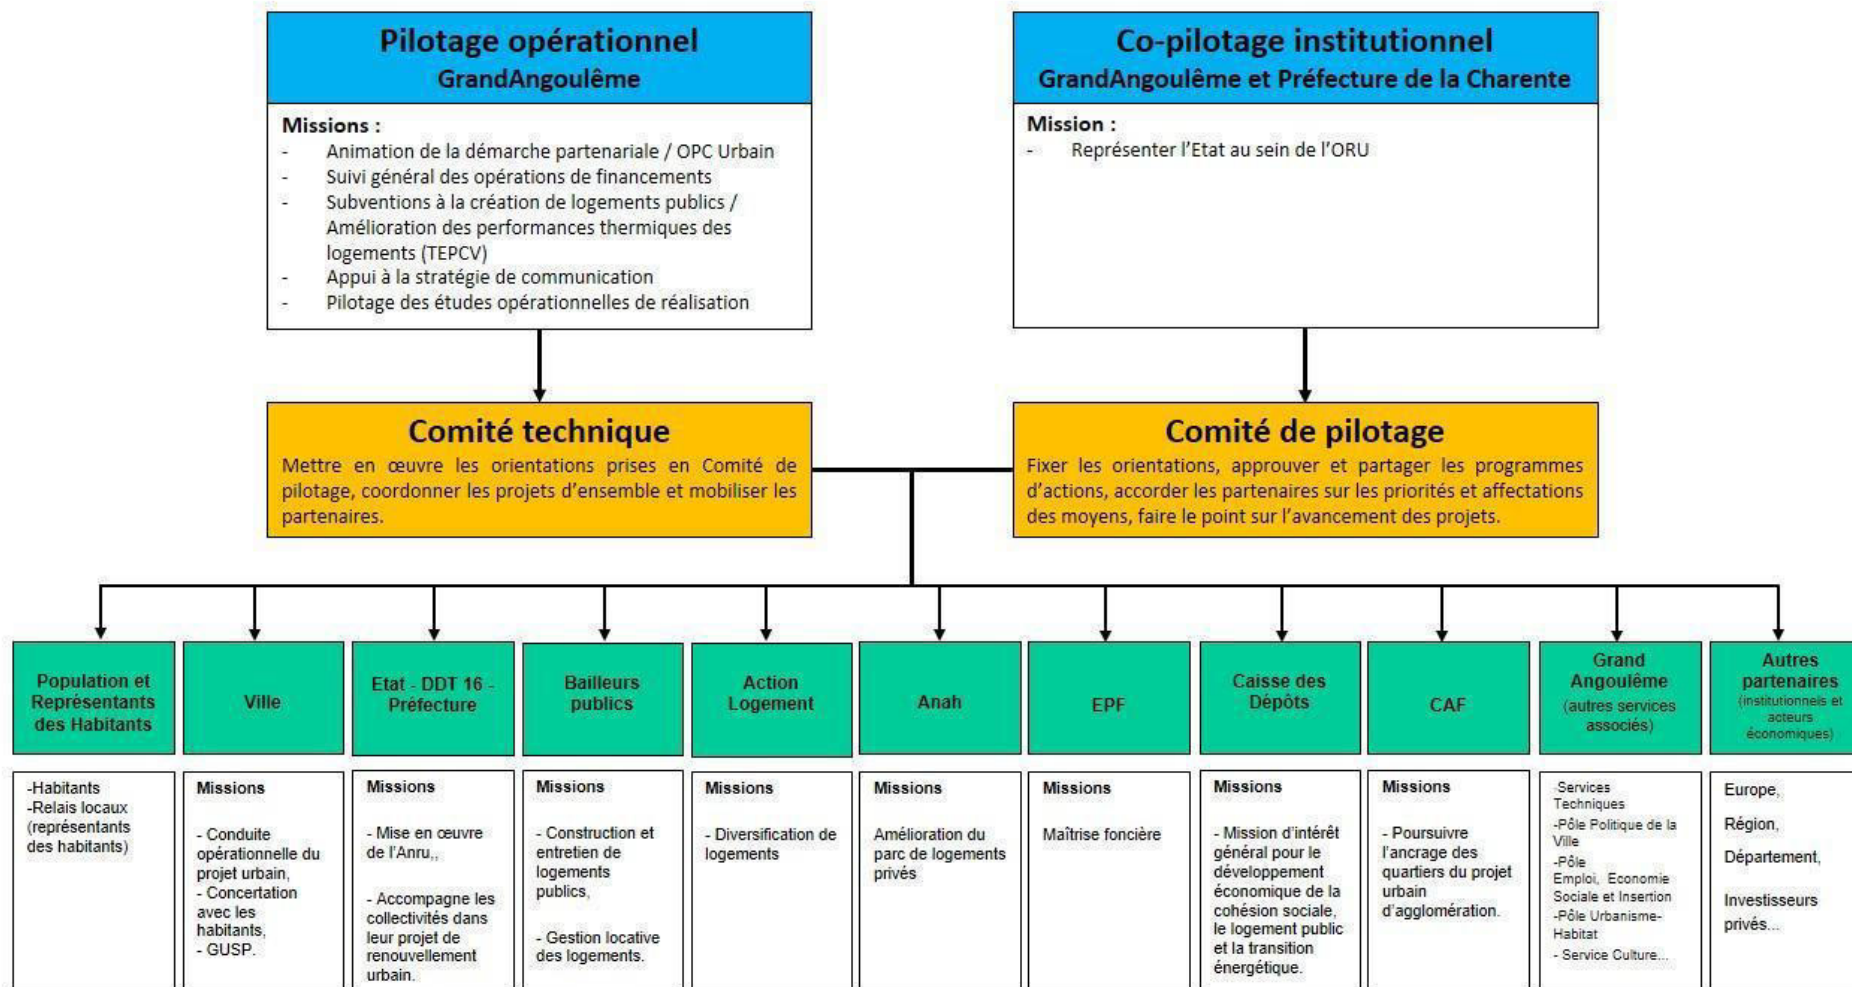 Pilotage opérationnel
GrandAngoulême
Missions :
- Animation de la démarche partenariale / OPC Urbain
- Suivi général des opérations de financements
- Subventions à la création de logements publics /
Amélioration des performances thermiques des
logements (TEPCV)
- Appui à la stratégie de communication
- Pilotage des études opérationnelles de réalisation
Co-pilotage institutionnel
GrandAngoulême et Préfecture de la Charente
Mission :
- Représenter l'Etat au sein de l'ORU
Comité technique
Mettre en œuvre les orientations prises en Comité de
pilotage, coordonner les projets d'ensemble et mobiliser les
partenaires.
Comité de pilotage
Fixer les orientations, approuver et partager les programmes
d'actions, accorder les partenaires sur les priorités et affectations
des moyens, faire le point sur l'avancement des projets.
Population et
Représentants
des Habitants
-Habitants
-Relais locaux
(représentants
des habitants)
Ville
Missions
- Conduite
opérationnelle du
projet urbain,
- Concertation
avec les
habitants,
- GUSP.
Etat - DDT 16 -
Préfecture
Missions
- Mise en œuvre
de l'Anru,,
- Accompagne les
collectivités dans
leur projet de
renouvellement
urbain.
Bailleurs
publics
Missions
- Construction et
entretien de
logements
publics,
- Gestion locative
des logements.
Action
Logement
Missions
- Diversification de
logements
Anah
Missions
Amélioration du
parc de logements
privés
EPF
Missions
Maîtrise foncière
Caisse des
Dépôts
Missions
- Mission d'intérêt
général pour le
développement
économique de la
cohésion sociale,
le logement public
et la transition
énergétique.
CAF
Missions
- Poursuivre
l'ancrage des
quartiers du projet
urbain
d'agglomération.
Grand
Angoulême
(autres services
associés)
-Services
Techniques
-Pôle Politique de la
Ville
-Pôle
Emploi, Economie
Sociale et Insertion
-Pôle Urbanisme-
Habitat
- Service Culture...
Autres
partenaires
(institutionnels et
acteurs
économiques)
Europe,
Région,
Département,
Investisseurs
privés...